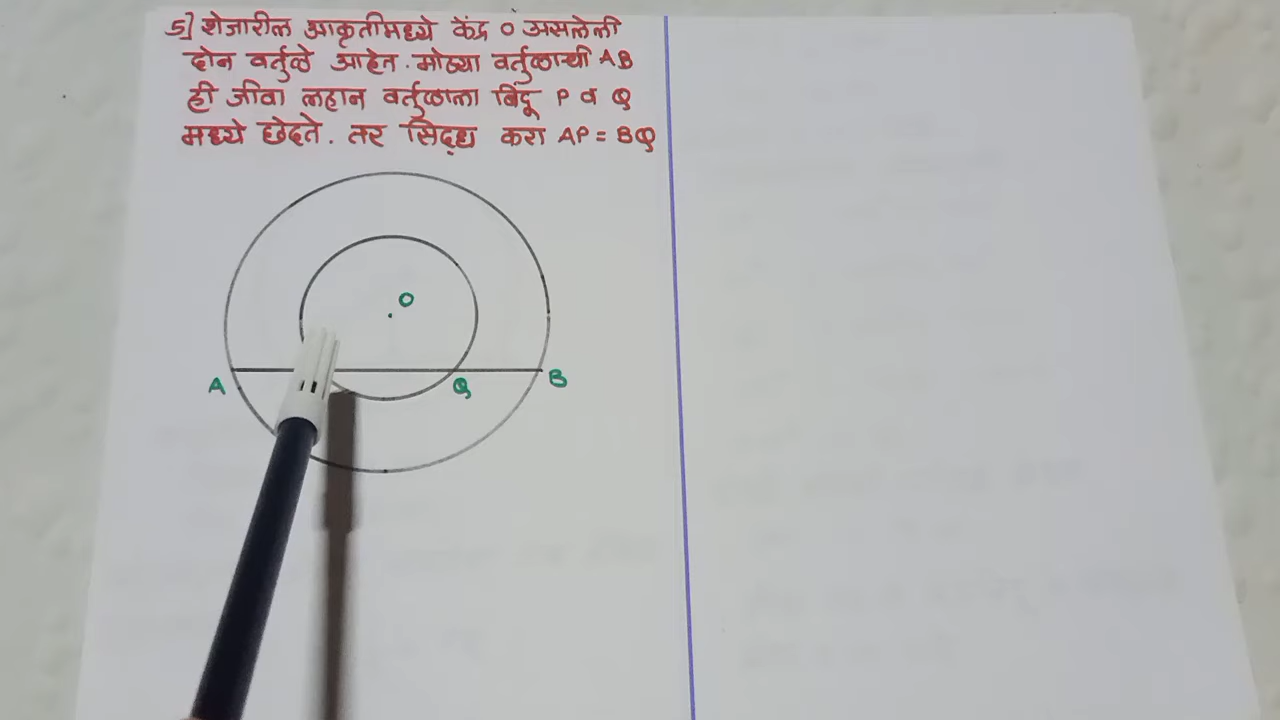 5] शेजारील आकृतीमध्ये केंद्र O असलेली
दोन वर्तुळे आहेत. मोठ्या वर्तुळाची AB
ही जीवा लहान वर्तुळाला बिंदू P व Q
मध्ये छेदते. तर सिद्ध करा AP = BQ
O
A
Q
B